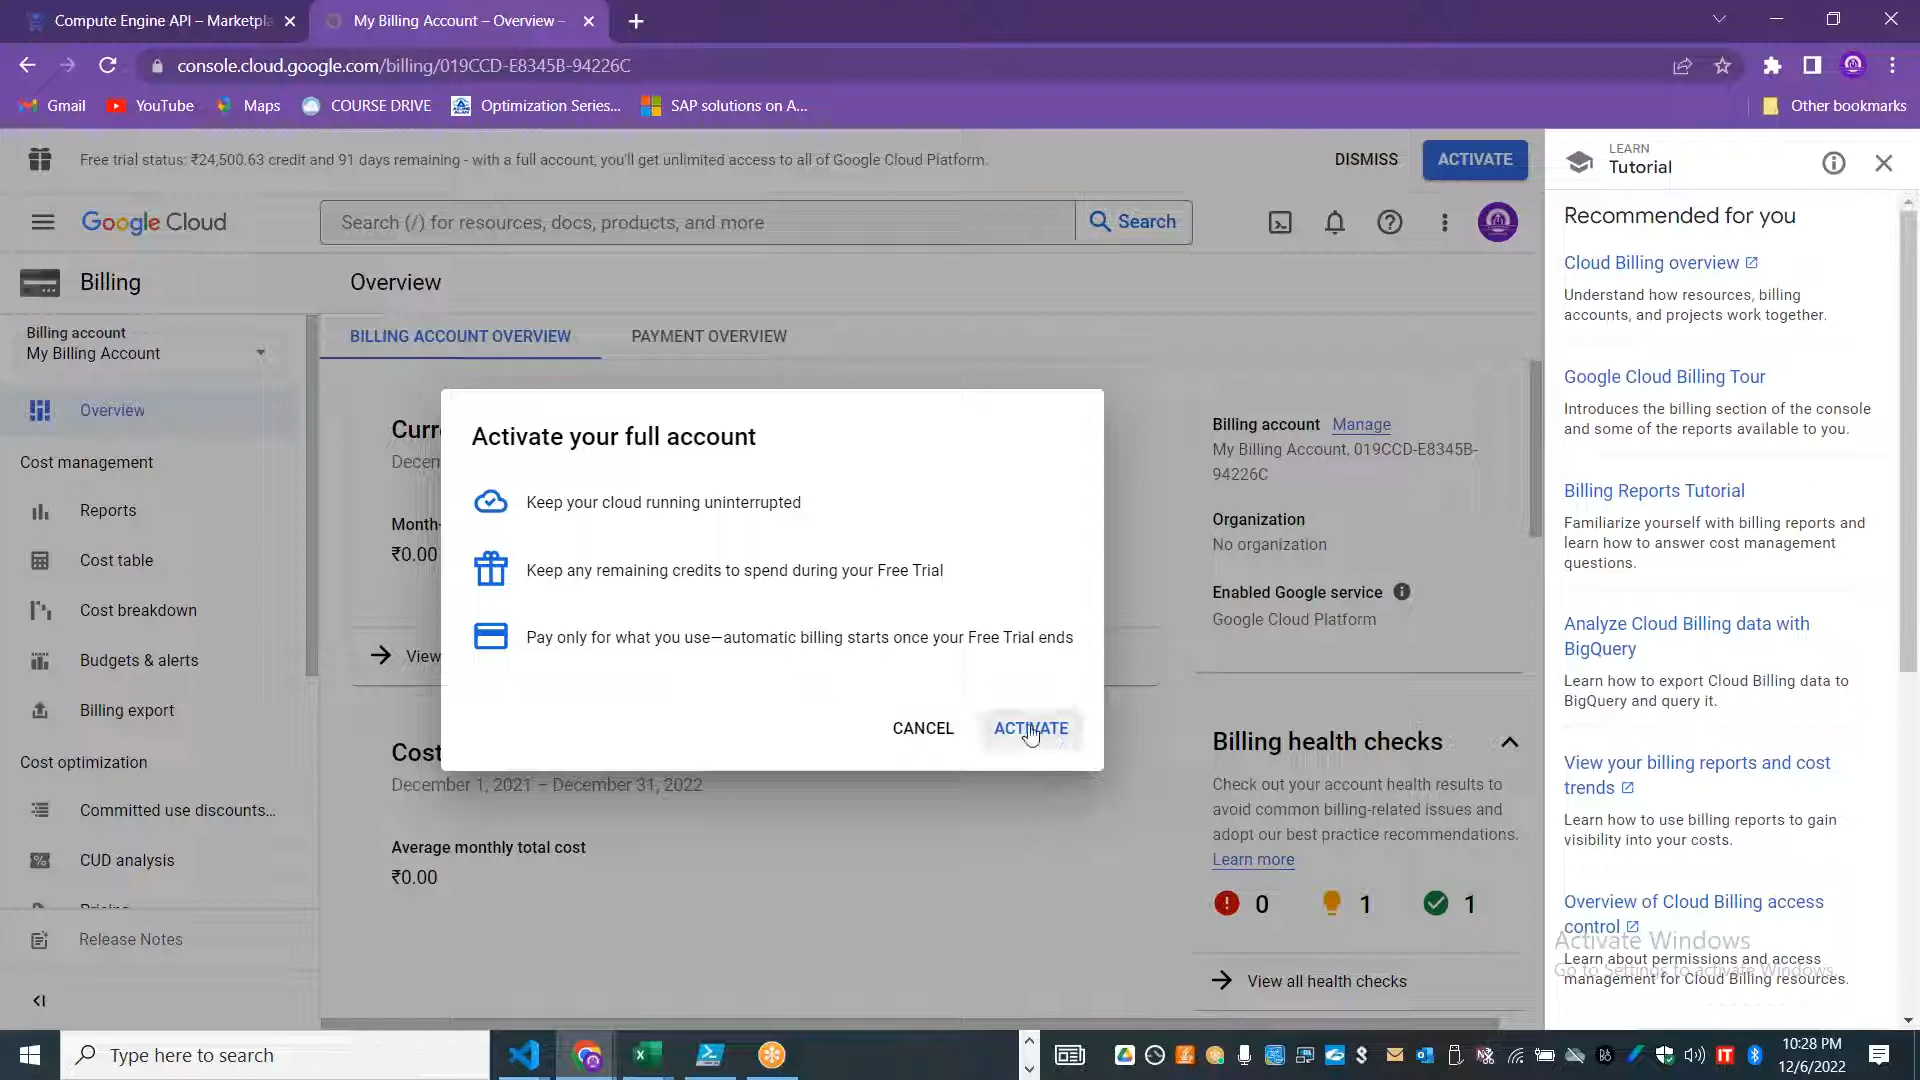 Compute Engine API – Marketpla
My Billing Account – Overview –
console.cloud.google.com/billing/019CCD-E8345B-94226C
Gmail
YouTube
Maps
COURSE DRIVE
Optimization Series...
SAP solutions on A...
Other bookmarks
Free trial status: ₹24,500.63 credit and 91 days remaining - with a full account, you'll get unlimited access to all of Google Cloud Platform.
DISMISS
ACTIVATE
Google Cloud
Search (/) for resources, docs, products, and more
Search
Billing
Overview
Billing account
My Billing Account
BILLING ACCOUNT OVERVIEW
PAYMENT OVERVIEW
Overview
Cost management
Reports
Cost table
Cost breakdown
Budgets & alerts
Billing export
Cost optimization
Committed use discounts...
CUD analysis
Release Notes
Curr
Decem
Month-
₹0.00
View
Activate your full account
Keep your cloud running uninterrupted
Keep any remaining credits to spend during your Free Trial
Pay only for what you use—automatic billing starts once your Free Trial ends
CANCEL
ACTIVATE
Cost
December 1, 2021 – December 31, 2022
Average monthly total cost
₹0.00
Billing account Manage
My Billing Account, 019CCD-E8345B-
94226C
Organization
No organization
Enabled Google service
Google Cloud Platform
Billing health checks
Check out your account health results to
avoid common billing-related issues and
adopt our best practice recommendations.
Learn more
0
1
1
View all health checks
LEARN
Tutorial
Recommended for you
Cloud Billing overview
Understand how resources, billing
accounts, and projects work together.
Google Cloud Billing Tour
Introduces the billing section of the console
and some of the reports available to you.
Billing Reports Tutorial
Familiarize yourself with billing reports and
learn how to answer cost management
questions.
Analyze Cloud Billing data with
BigQuery
Learn how to export Cloud Billing data to
BigQuery and query it.
View your billing reports and cost
trends
Learn how to use billing reports to gain
visibility into your costs.
Overview of Cloud Billing access
control
Activate Windows
Learn about permissions and access
Go to Settings to activate Windows.
management for Cloud Billing resources.
Type here to search
10:28 PM
12/6/2022